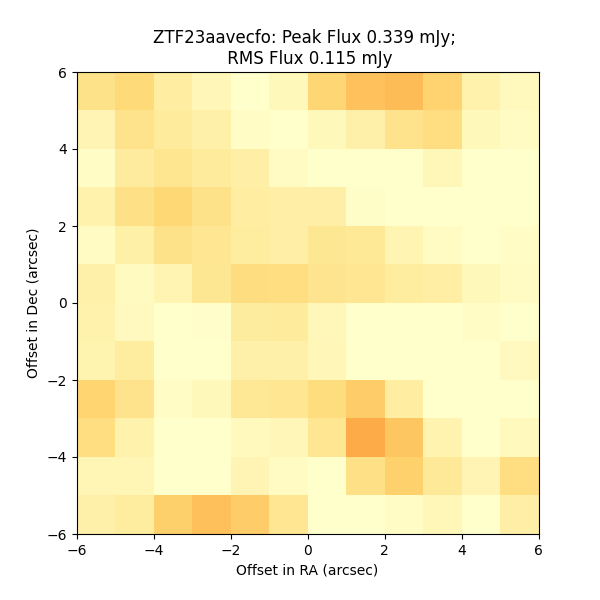 ZTF23aavecfo: Peak Flux 0.339 mJy;
RMS Flux 0.115 mJy
6
4
2
0
−2
−4
−6
Offset in Dec (arcsec)
−6 −4 −2 0 2 4 6
Offset in RA (arcsec)